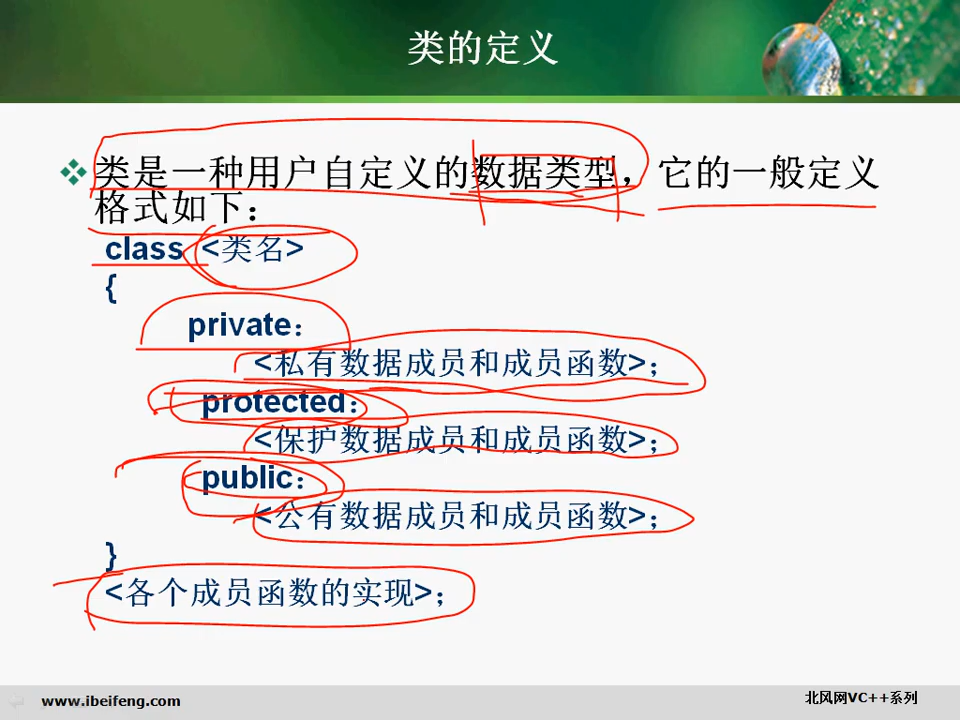 类的定义
类是一种用户自定义的数据类型，它的一般定义
格式如下：
class <类名>
{
private：
<私有数据成员和成员函数>；
protected：
<保护数据成员和成员函数>；
public：
<公有数据成员和成员函数>；
}
<各个成员函数的实现>；
www.ibeifeng.com
北风网VC++系列